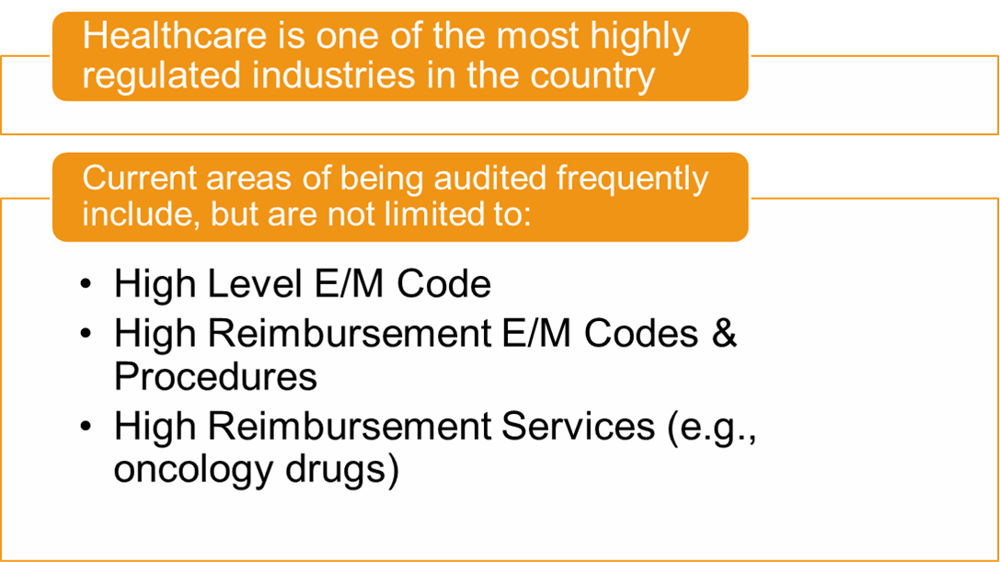 Healthcare is one of the most highly
regulated industries in the country
Current areas of being audited frequently
include, but are not limited to:
• High Level E/M Code
• High Reimbursement E/M Codes &
Procedures
• High Reimbursement Services (e.g.,
oncology drugs)